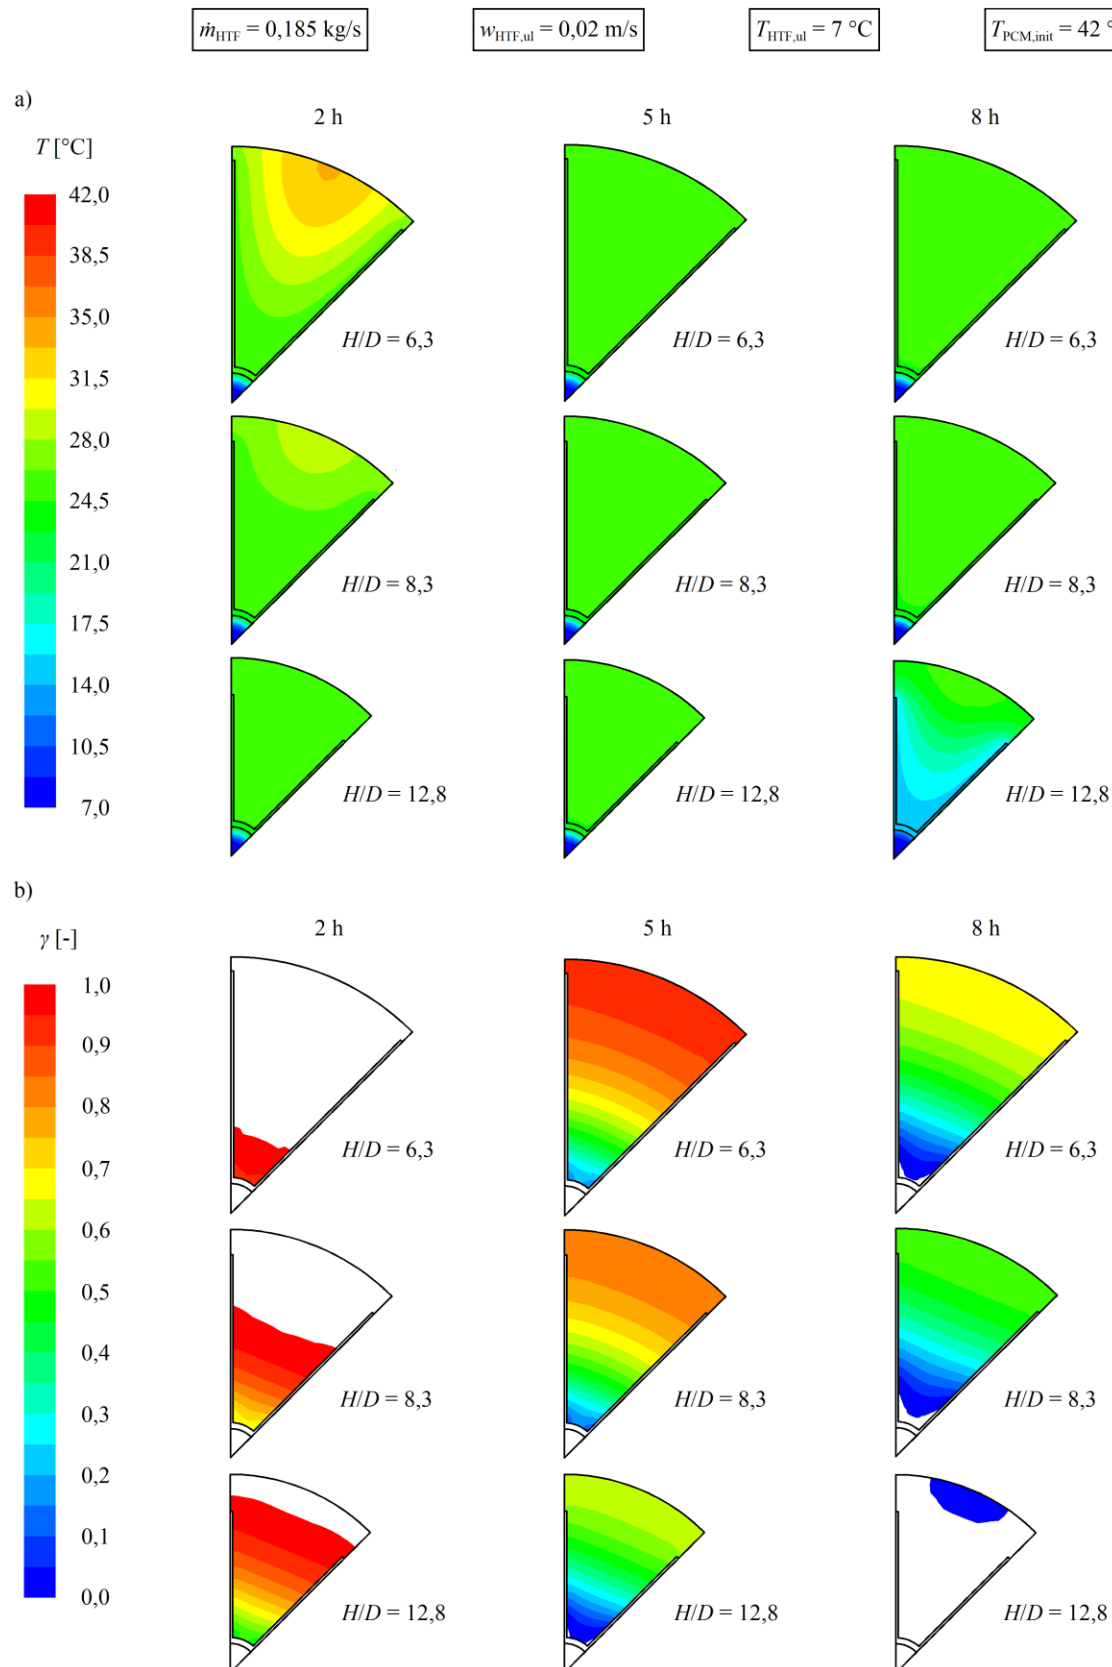 ṁHTF = 0,185 kg/s wHTF,ul = 0,02 m/s THTF,ul = 7 °C TPCM,init = 42 °
a)
2 h 5 h 8 h
T [°C]
42,0
38,5
35,0
H/D = 6,3 H/D = 6,3 H/D = 6,3
31,5
28,0
24,5
H/D = 8,3 H/D = 8,3 H/D = 8,3
21,0
17,5
14,0
10,5
H/D = 12,8 H/D = 12,8 H/D = 12,8
7,0
b)
2 h 5 h 8 h
γ [-]
1,0
0,9
0,8
H/D = 6,3 H/D = 6,3 H/D = 6,3
0,7
0,6
0,5
0,4
H/D = 8,3 H/D = 8,3 H/D = 8,3
0,3
0,2
0,1
0,0
H/D = 12,8 H/D = 12,8 H/D = 12,8